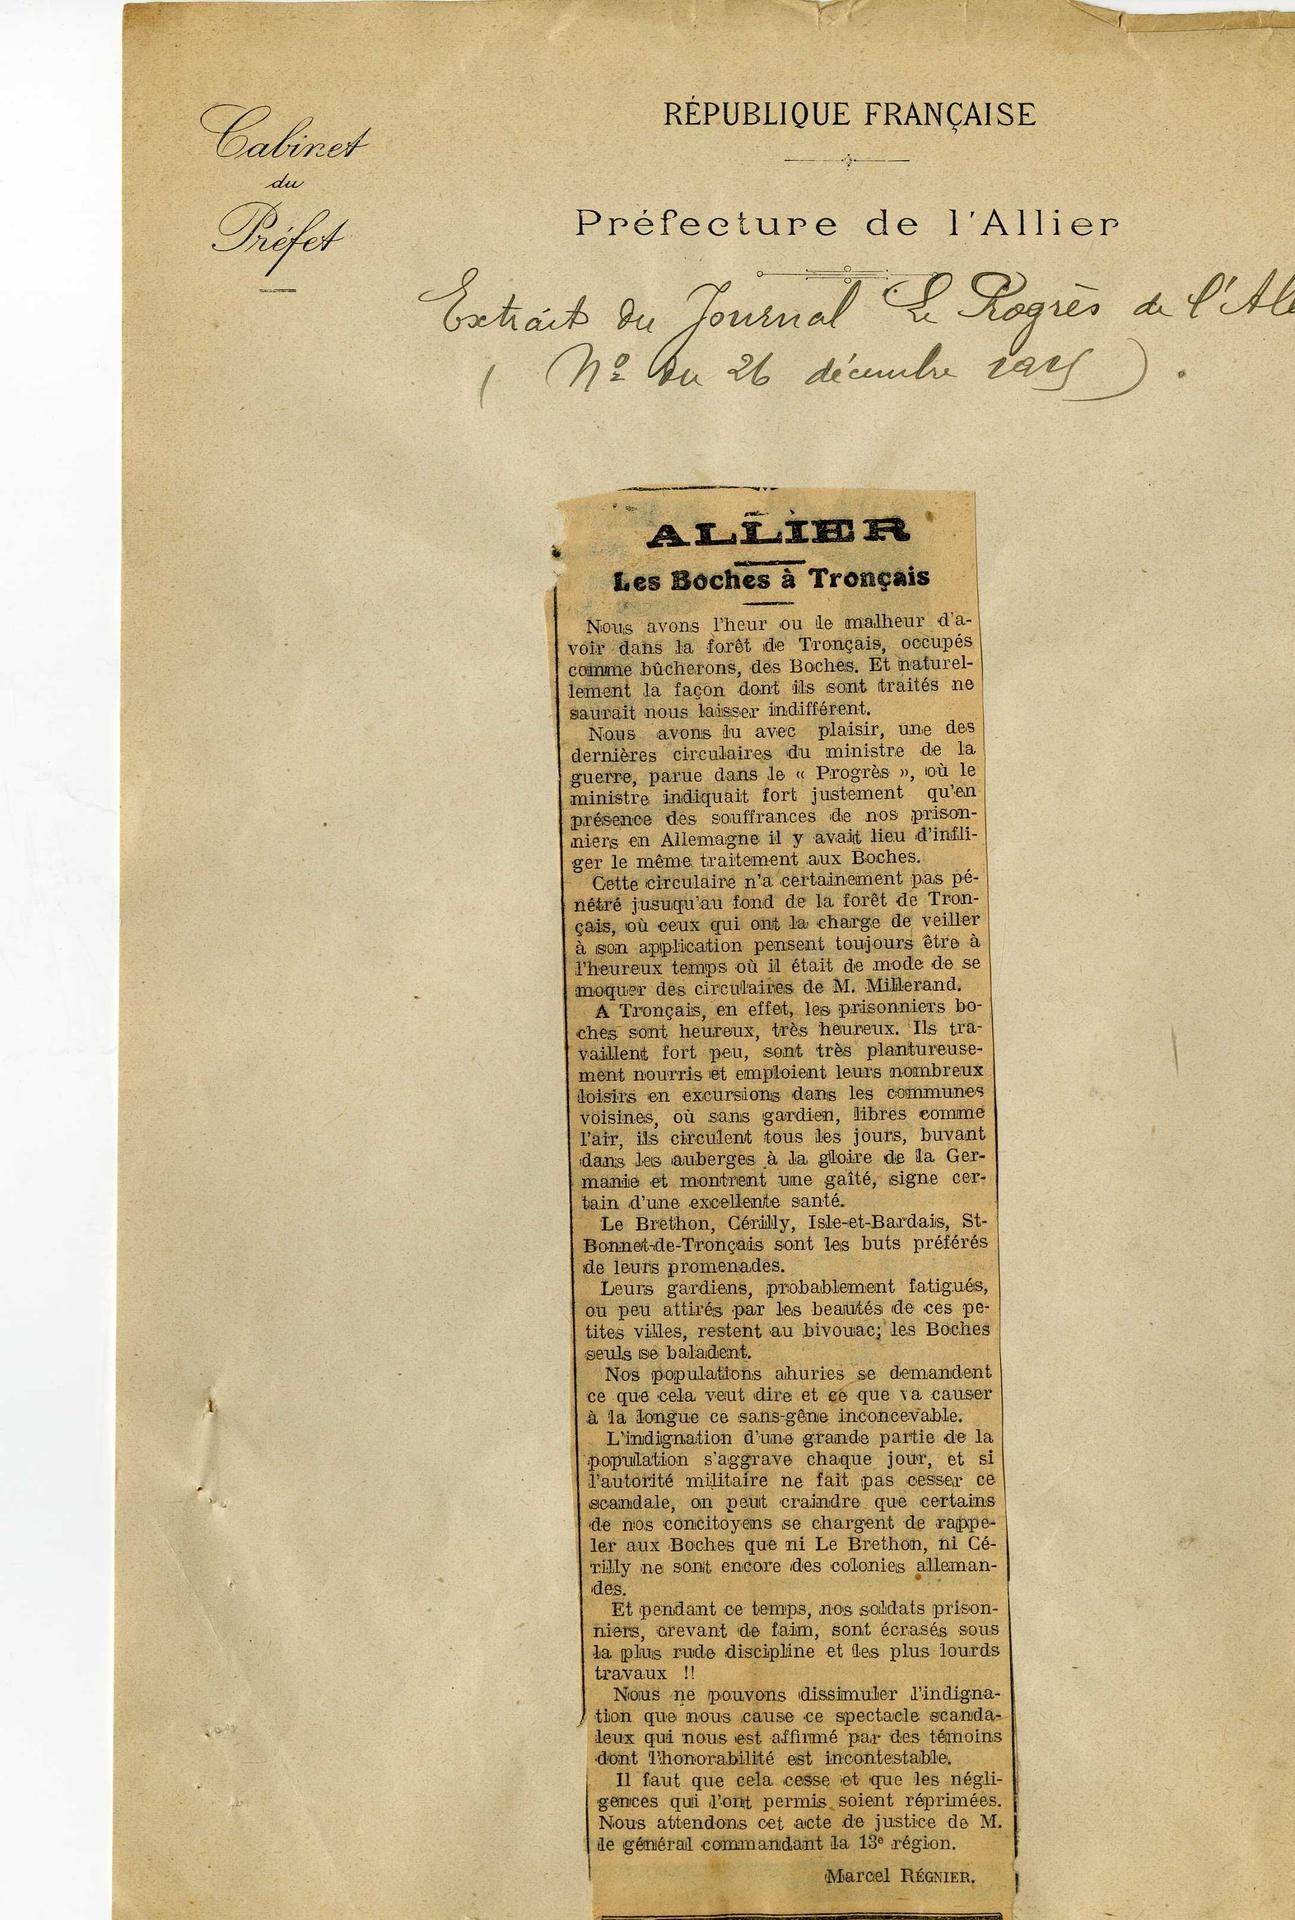 RÉPUBLIQUE FRANÇAISE
Cabinet
du
Préfet
Préfecture de l'Allier
Extrait du Journal Le Progrès de l'Al
( No du 26 décembre 1915 ) .
ALLIER
Les Boches à Tronçais
Nous avons l'heur ou le malheur d'a-
voir dans la forêt de Tronçais, occupés
comme bûcherons, des Boches. Et naturel-
lement la façon dont ils sont traités ne
saurait nous laisser indifférent.
Nous avons lu avec plaisir, une des
dernières circulaires du ministre de la
guerre, parue dans le « Progrès », où le
ministre indiquait fort justement qu'en
présence des souffrances de nos prison-
niers en Allemagne il y avait lieu d'infli-
ger le même traitement aux Boches.
Cette circulaire n'a certainement pas pé-
nétré jusuqu'au fond de la forêt de Tron-
çais, où ceux qui ont la charge de veiller
à son application pensent toujours être à
l'heureux temps où il était de mode de se
moquer des circulaires de M. Millerand.
A Tronçais, en effet, les prisonniers bo-
ches sont heureux, très heureux. Ils tra-
vaillent fort peu, sont très plantureuse-
ment nourris et emploient leurs nombreux
loisirs en excursions dans les communes
voisines, où sans gardien, libres comme
l'air, ils circulent tous les jours, buvant
dans les auberges à la gloire de la Ger-
manie et montrent une gaîté, signe cer-
tain d'une excellente santé.
Le Brethon, Cérilly, Isle-et-Bardais, St-
Bonnet-de-Tronçais sont les buts préférés
de leurs promenades.
Leurs gardiens, probablement fatigués,
ou peu attirés par les beautés de ces pe-
tites villes, restent au bivouac; les Boches
seuls se baladent.
Nos populations ahuries se demandent
ce que cela veut dire et ce que va causer
à la longue ce sans-gêne inconcevable.
L'indignation d'une grande partie de la
population s'aggrave chaque jour, et si
l'autorité militaire ne fait pas cesser ce
scandale, on peut craindre que certains
de nos concitoyens se chargent de rappe-
ler aux Boches que ni Le Brethon, ni Cé-
rilly ne sont encore des colonies alleman-
des.
Et pendant ce temps, nos soldats prison-
niers, crevant de faim, sont écrasés sous
la plus rude discipline et les plus lourds
travaux !!
Nous ne pouvons dissimuler l'indigna-
tion que nous cause ce spectacle scanda-
leux qui nous est affirmé par des témoins
dont l'honorabilité est incontestable.
Il faut que cela cesse et que les négli-
gences qui l'ont permis soient réprimées.
Nous attendons cet acte de justice de M.
le général commandant la 13e région.
Marcel RÉGNIER.